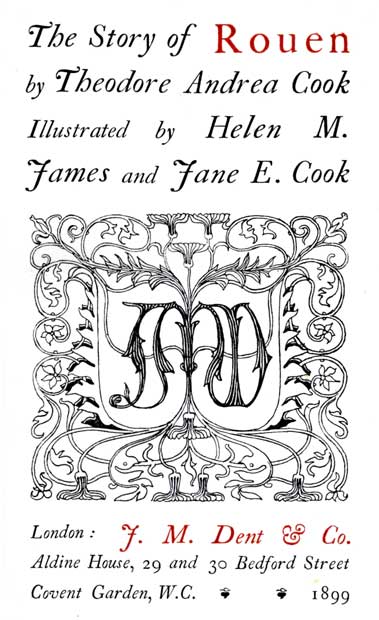 The Story of Rouen
by Theodore Andrea Cook
Illustrated by Helen M.
James and Jane E. Cook
JMD
London: J. M. Dent & Co.
Aldine House, 29 and 30 Bedford Street
Covent Garden, W.C. ❧ ❧ 1899